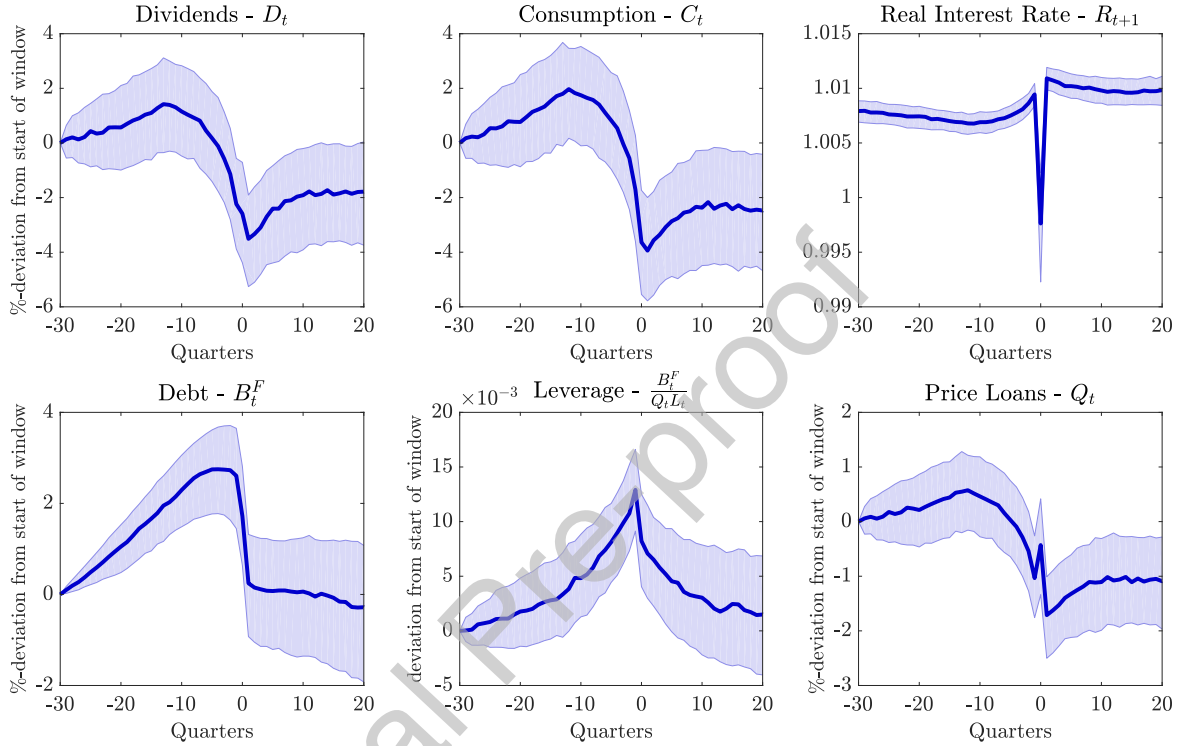 Dividends - D_t
Consumption - C_t
Real Interest Rate - R_{t+1}
%-deviation from start of window
4
2
0
-2
-4
-6
-30 -20 -10 0 10 20
Quarters
4
2
0
-2
-4
-6
-30 -20 -10 0 10 20
Quarters
1.015
1.01
1.005
1
0.995
0.99
-30 -20 -10 0 10 20
Quarters
Debt - B_t^F
×10^{-3} Leverage - \frac{B_t^F}{Q_t L_t}
Price Loans - Q_t
%-deviation from start of window
4
2
0
-2
-30 -20 -10 0 10 20
Quarters
deviation from start of window
20
15
10
5
0
-5
-30 -20 -10 0 10 20
Quarters
%-deviation from start of window
2
1
0
-1
-2
-3
-30 -20 -10 0 10 20
Quarters
al Pre-proof